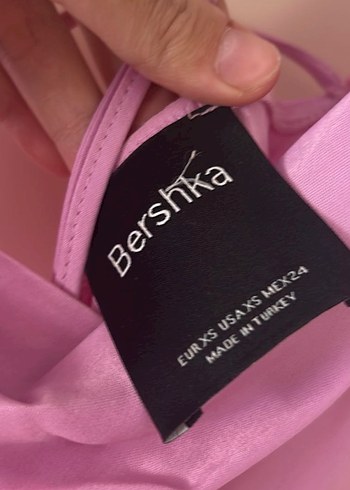 Bershka
EUR XS USA XS MEX 24
MADE IN TURKEY